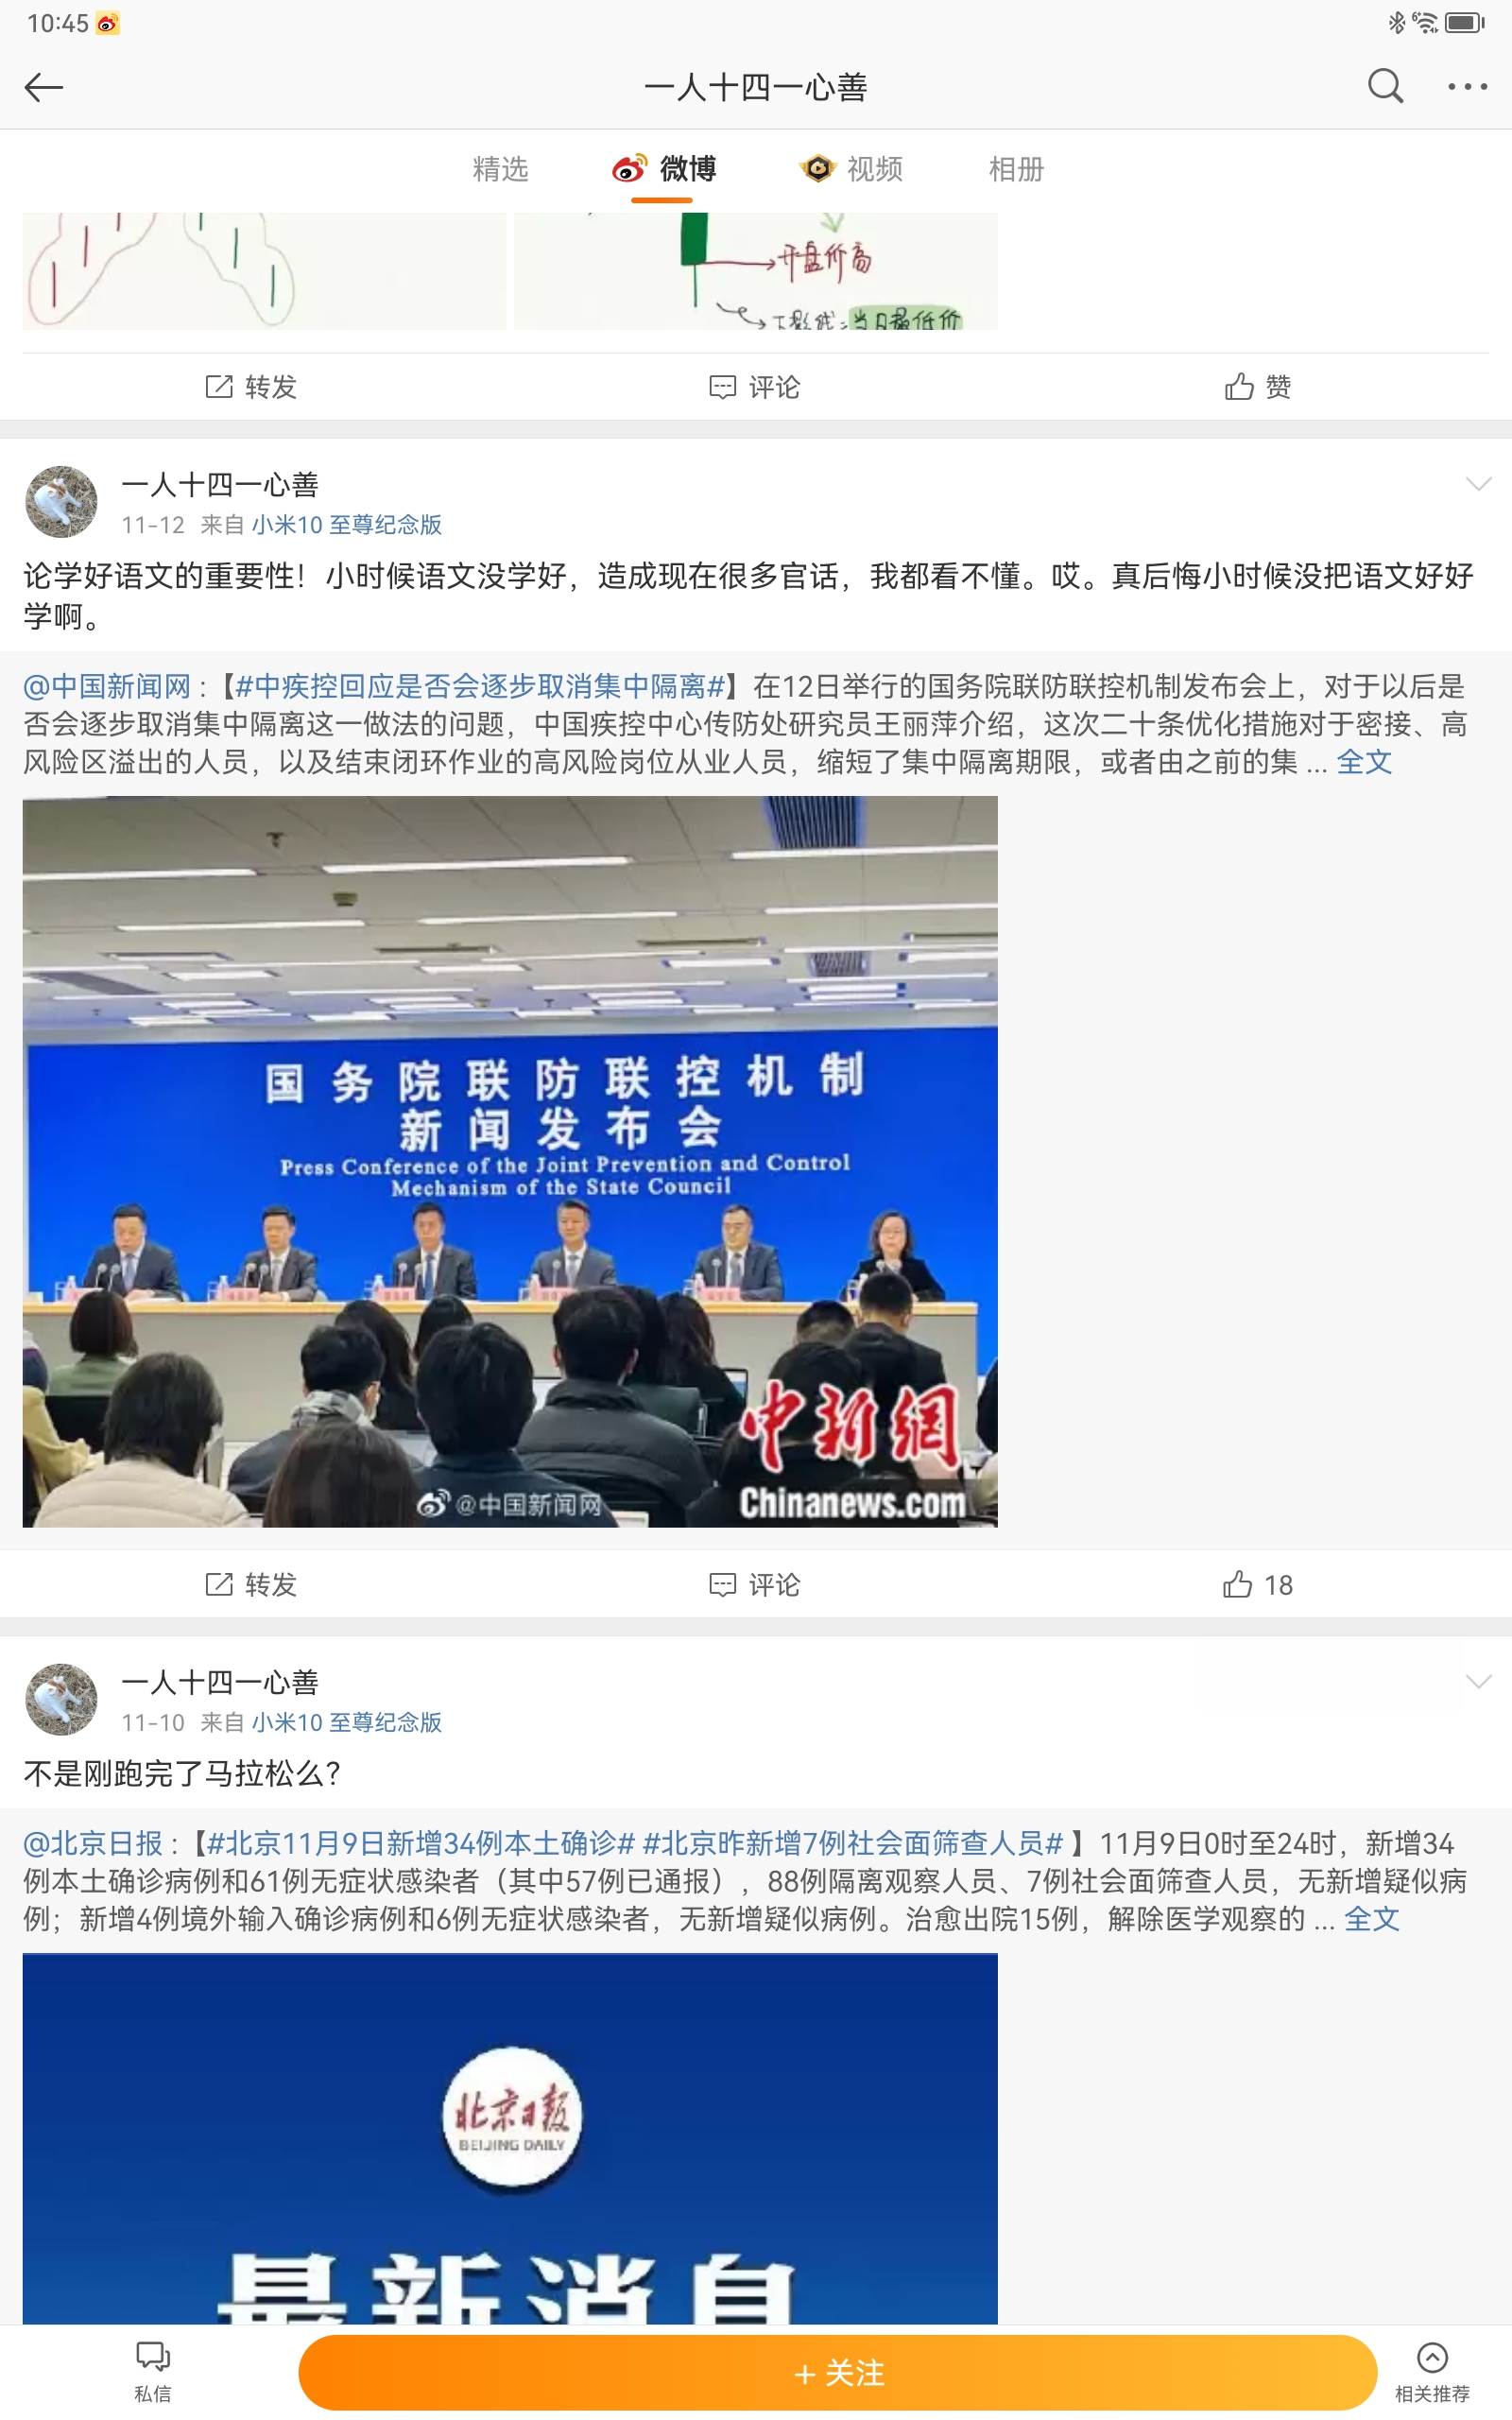 10:45
一人十四一心善
精选 微博 视频 相册
开盘价高
下影线=当日最低价
转发 评论 赞
一人十四一心善
11-12 来自 小米10 至尊纪念版
论学好语文的重要性！小时候语文没学好，造成现在很多官话，我都看不懂。哎。真后悔小时候没把语文好好
学啊。
@中国新闻网：【#中疾控回应是否会逐步取消集中隔离#】在12日举行的国务院联防联控机制发布会上，对于以后是
否会逐步取消集中隔离这一做法的问题，中国疾控中心传防处研究员王丽萍介绍，这次二十条优化措施对于密接、高
风险区溢出的人员，以及结束闭环作业的高风险岗位从业人员，缩短了集中隔离期限，或者由之前的集 ... 全文
国务院联防联控机制
新闻发布会
Press Conference of the Joint Prevention and Control
Mechanism of the State Council
中新網
Chinanews.com
@中国新闻网
转发 评论 18
一人十四一心善
11-10 来自 小米10 至尊纪念版
不是刚跑完了马拉松么？
@北京日报：【#北京11月9日新增34例本土确诊# #北京昨新增7例社会面筛查人员# 】11月9日0时至24时，新增34
例本土确诊病例和61例无症状感染者（其中57例已通报），88例隔离观察人员、7例社会面筛查人员，无新增疑似病
例；新增4例境外输入确诊病例和6例无症状感染者，无新增疑似病例。治愈出院15例，解除医学观察的 ... 全文
北京日报
BEIJING DAILY
最新消息
私信 +关注 相关推荐